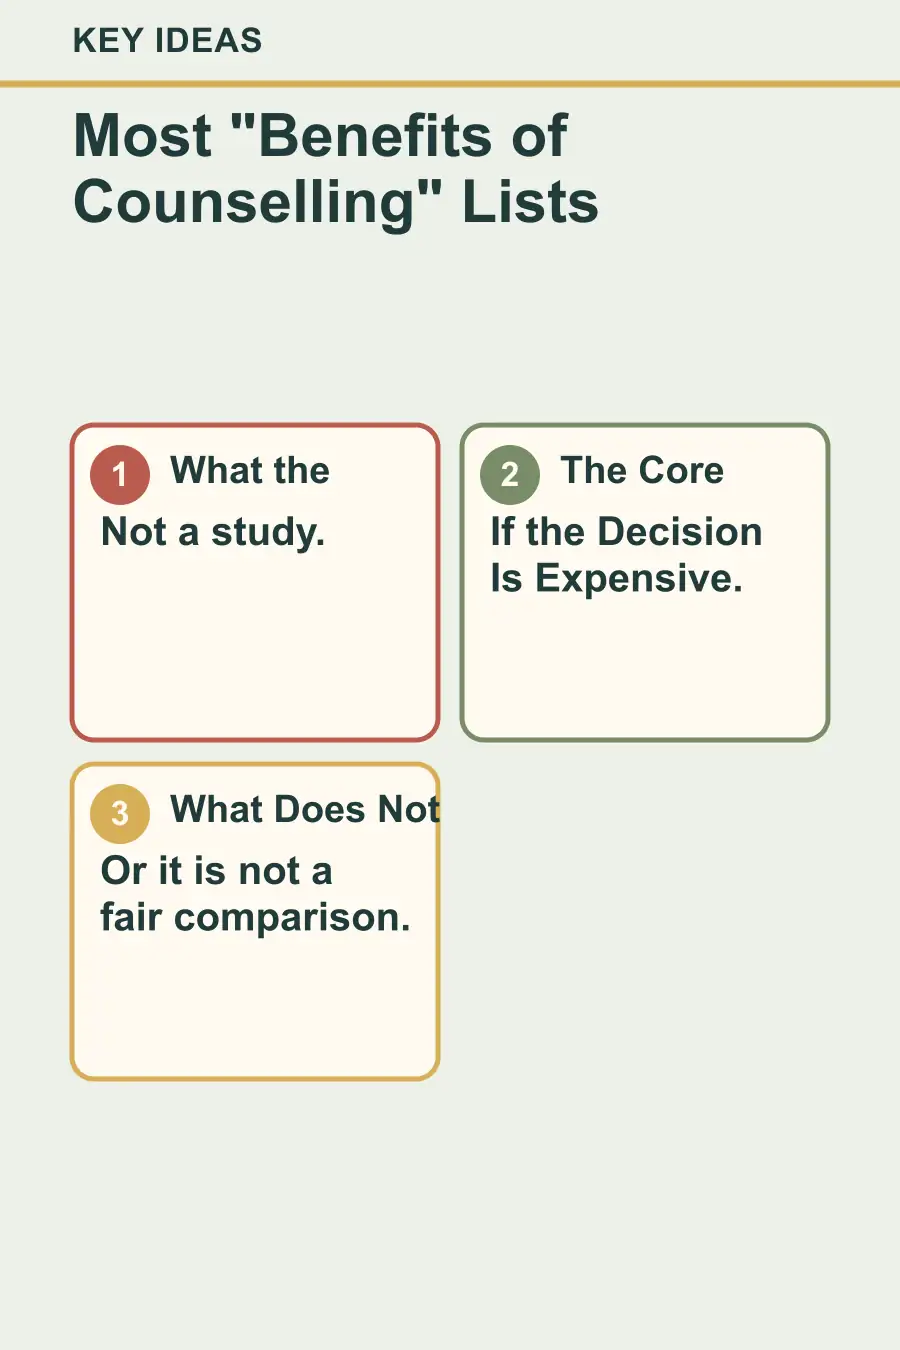 KEY IDEAS
Most "Benefits of
Counselling" Lists
1 What the
Not a study.
2 The Core
If the Decision
Is Expensive.
3 What Does Not
Or it is not a
fair comparison.